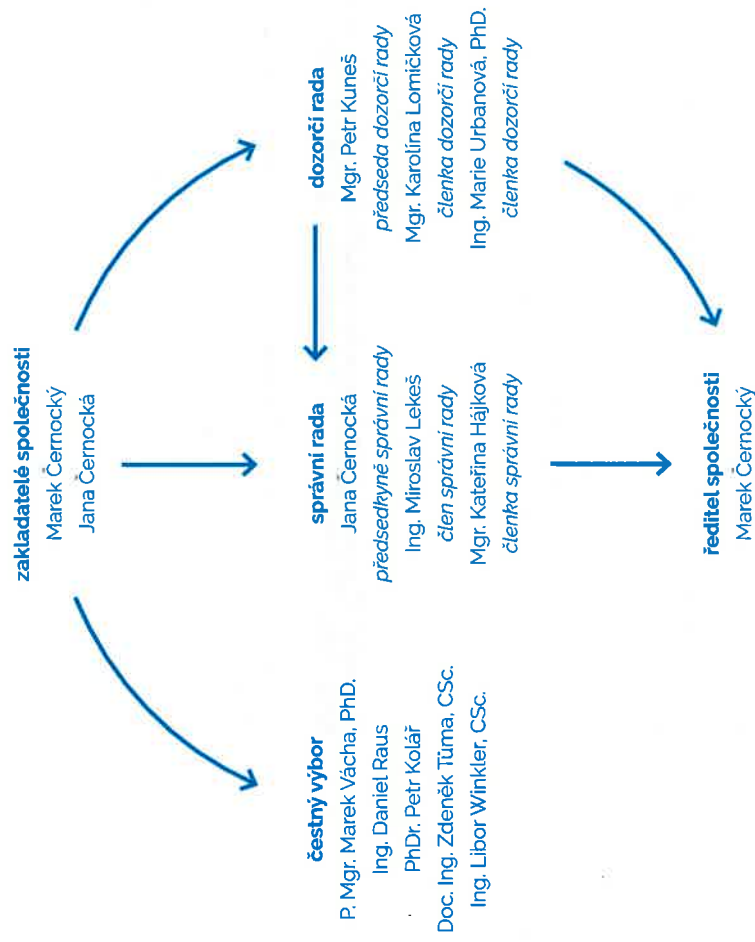 zakladatelé společnosti
Marek Černocký
Jana Černocká
čestný výbor
P. Mgr. Marek Vácha, PhD.
Ing. Daniel Raus
PhDr. Petr Kolář
Doc. Ing. Zdeněk Tůma, CSc.
Ing. Libor Winkler, CSc.
správní rada
Jana Černocká
předsedkyně správní rady
Ing. Miroslav Lekeš
člen správní rady
Mgr. Kateřina Hájková
členka správní rady
dozorčí rada
Mgr. Petr Kuneš
předseda dozorčí rady
Mgr. Karolína Lomičková
členka dozorčí rady
Ing. Marie Urbanová, PhD.
členka dozorčí rady
ředitel společnosti
Marek Černocký